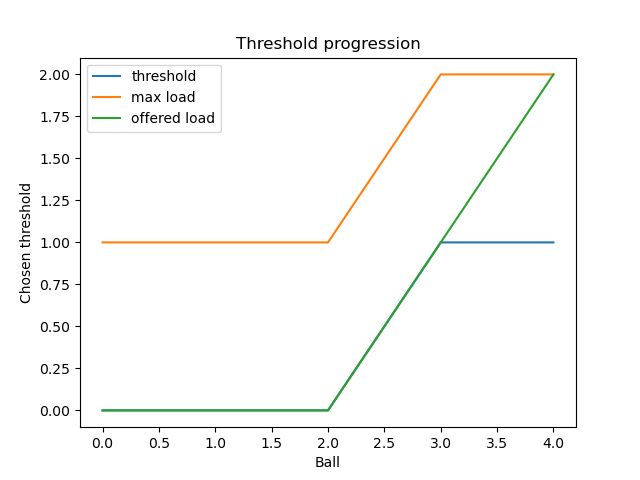 Threshold progression
threshold
max load
offered load
Chosen threshold
2.00
1.75
1.50
1.25
1.00
0.75
0.50
0.25
0.00
0.0 0.5 1.0 1.5 2.0 2.5 3.0 3.5 4.0
Ball